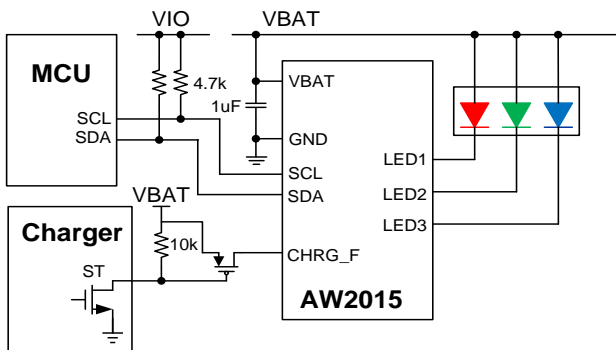 VIO VBAT
MCU
4.7k
VBAT
1uF
SCL
SDA
GND
LED1
SCL
LED2
SDA
VBAT
LED3
Charger
10k
CHRG_F
ST
AW2015